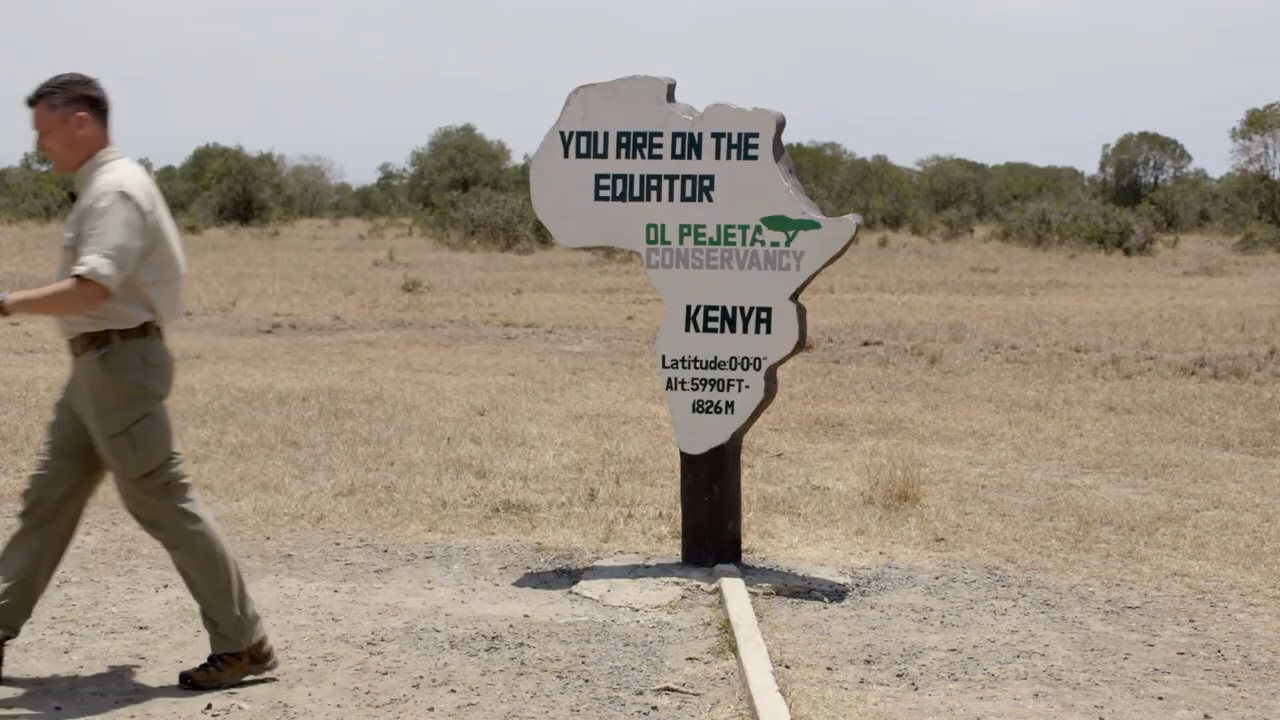 YOU ARE ON THE
EQUATOR
OL PEJETA
CONSERVANCY
KENYA
Latitude:0·0·0"
Alt:5990FT-
1826M